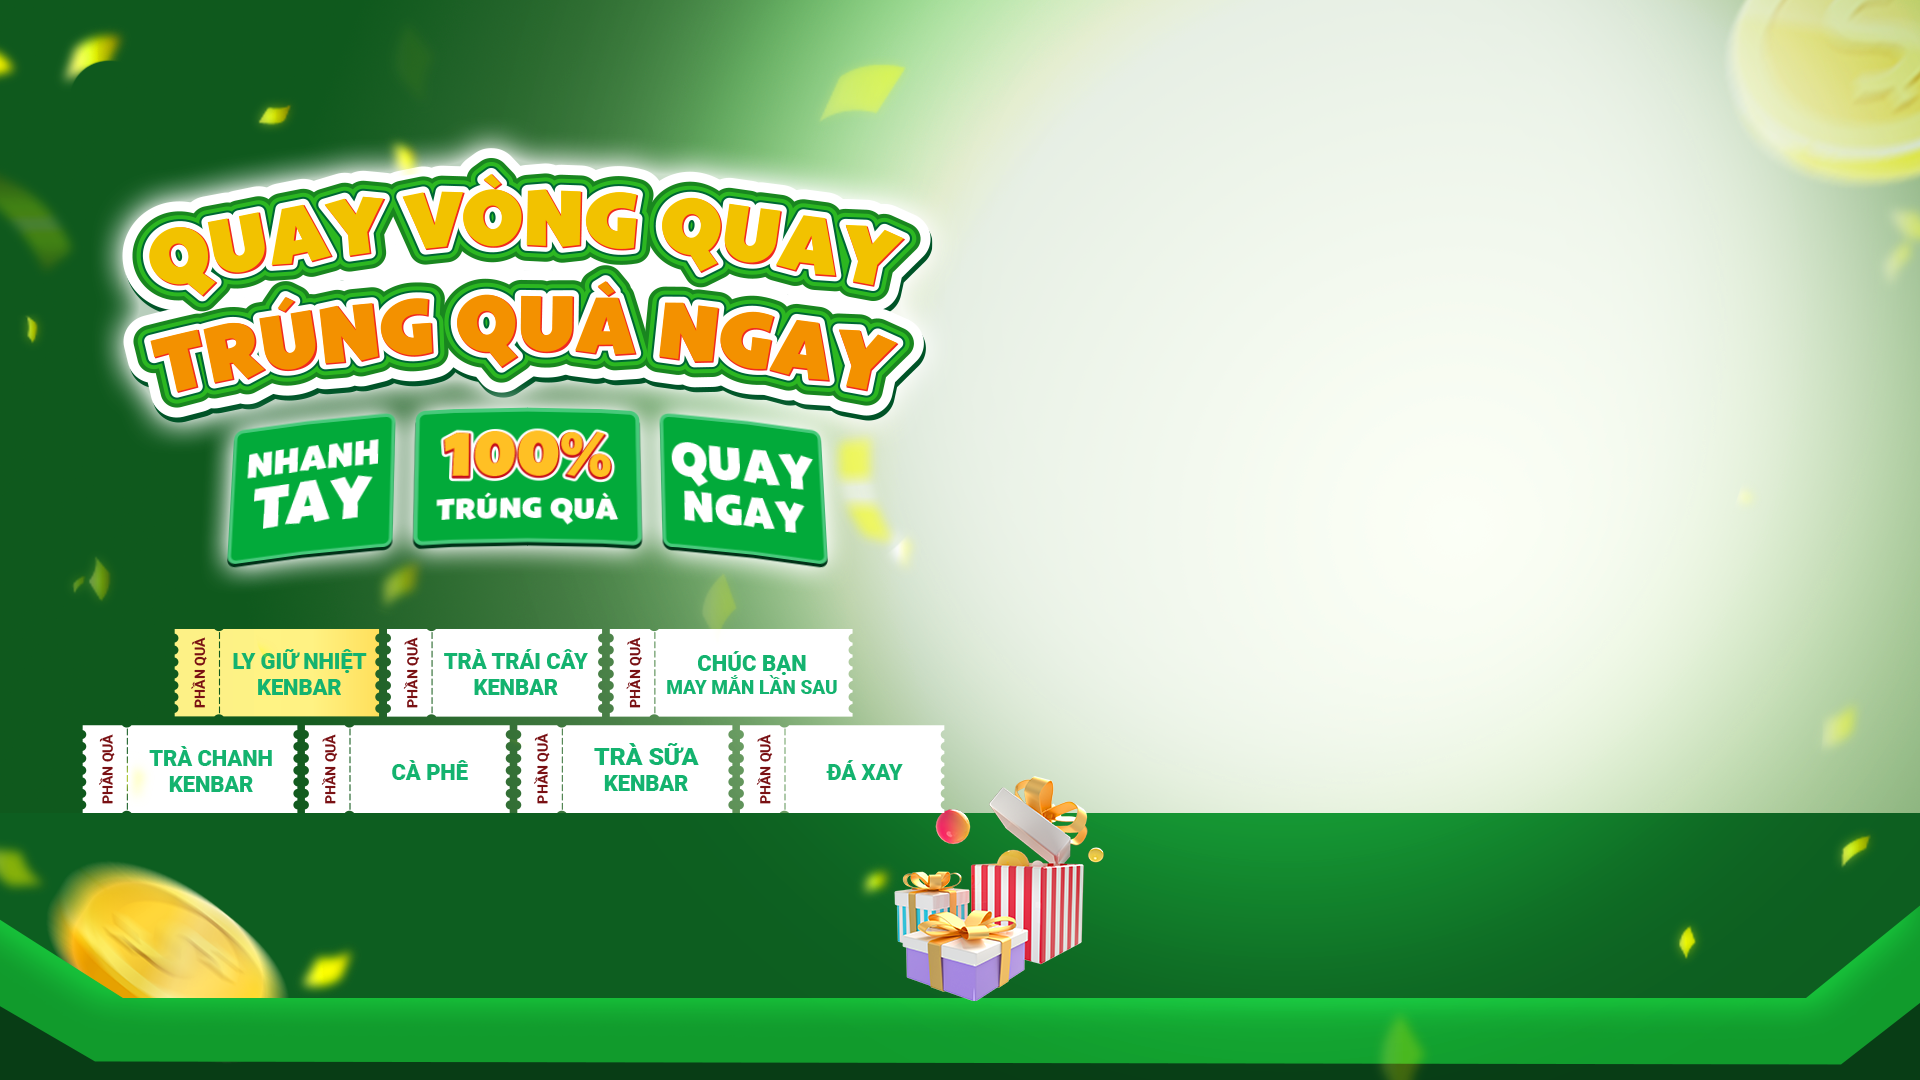 QUAY VÒNG QUAY
TRÚNG QUÀ NGAY
NHANH
TAY
100%
TRÚNG QUÀ
QUAY
NGAY
PHẦN QUÀ
LY GIỮ NHIỆT
KENBAR
PHẦN QUÀ
TRÀ TRÁI CÂY
KENBAR
PHẦN QUÀ
CHÚC BẠN
MAY MẮN LẦN SAU
PHẦN QUÀ
TRÀ CHANH
KENBAR
PHẦN QUÀ
CÀ PHÊ
PHẦN QUÀ
TRÀ SỮA
KENBAR
PHẦN QUÀ
ĐÁ XAY